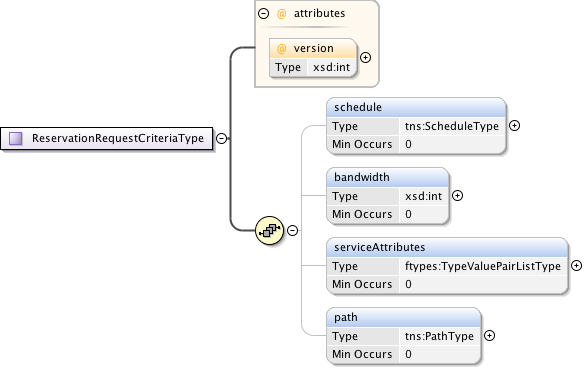 @ attributes
@ version
Type xsd:int
ReservationRequestCriteriaType
schedule
Type tns:ScheduleType
Min Occurs 0
bandwidth
Type xsd:int
Min Occurs 0
serviceAttributes
Type ftypes:TypeValuePairListType
Min Occurs 0
path
Type tns:PathType
Min Occurs 0